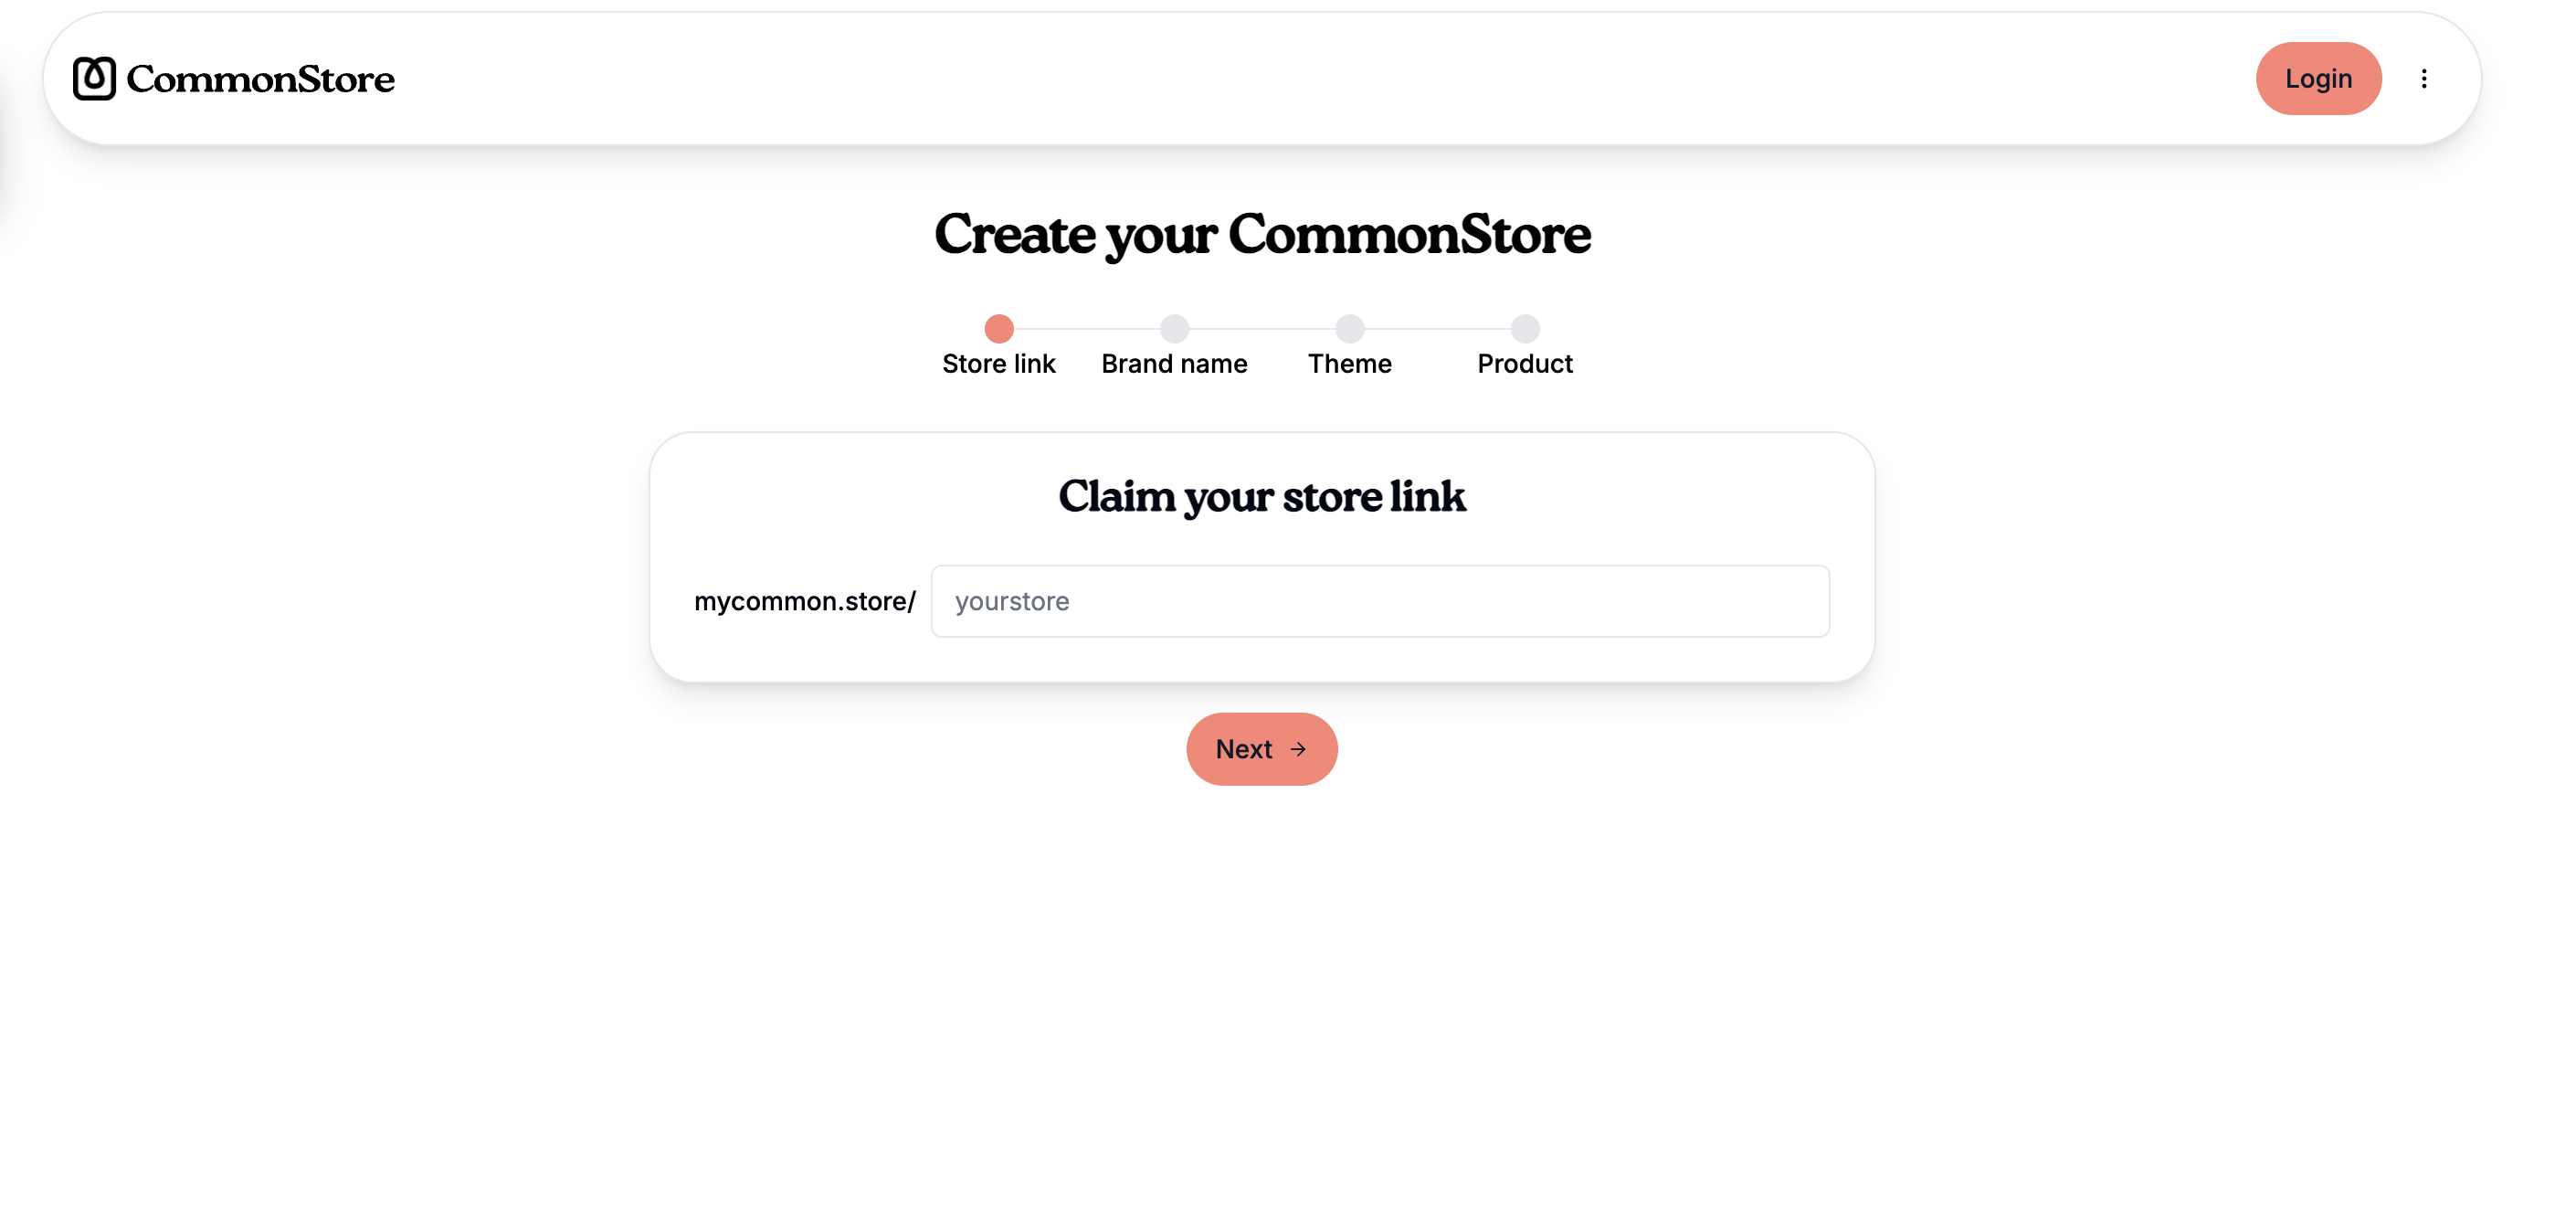 CommonStore
Login
Create your CommonStore
Store link
Brand name
Theme
Product
Claim your store link
mycommon.store/ yourstore
Next →